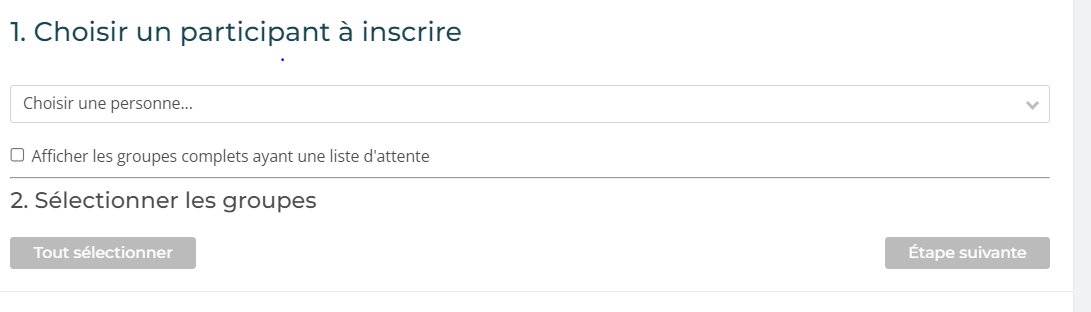 1. Choisir un participant à inscrire
Choisir une personne...
Afficher les groupes complets ayant une liste d'attente
2. Sélectionner les groupes
Tout sélectionner
Étape suivante